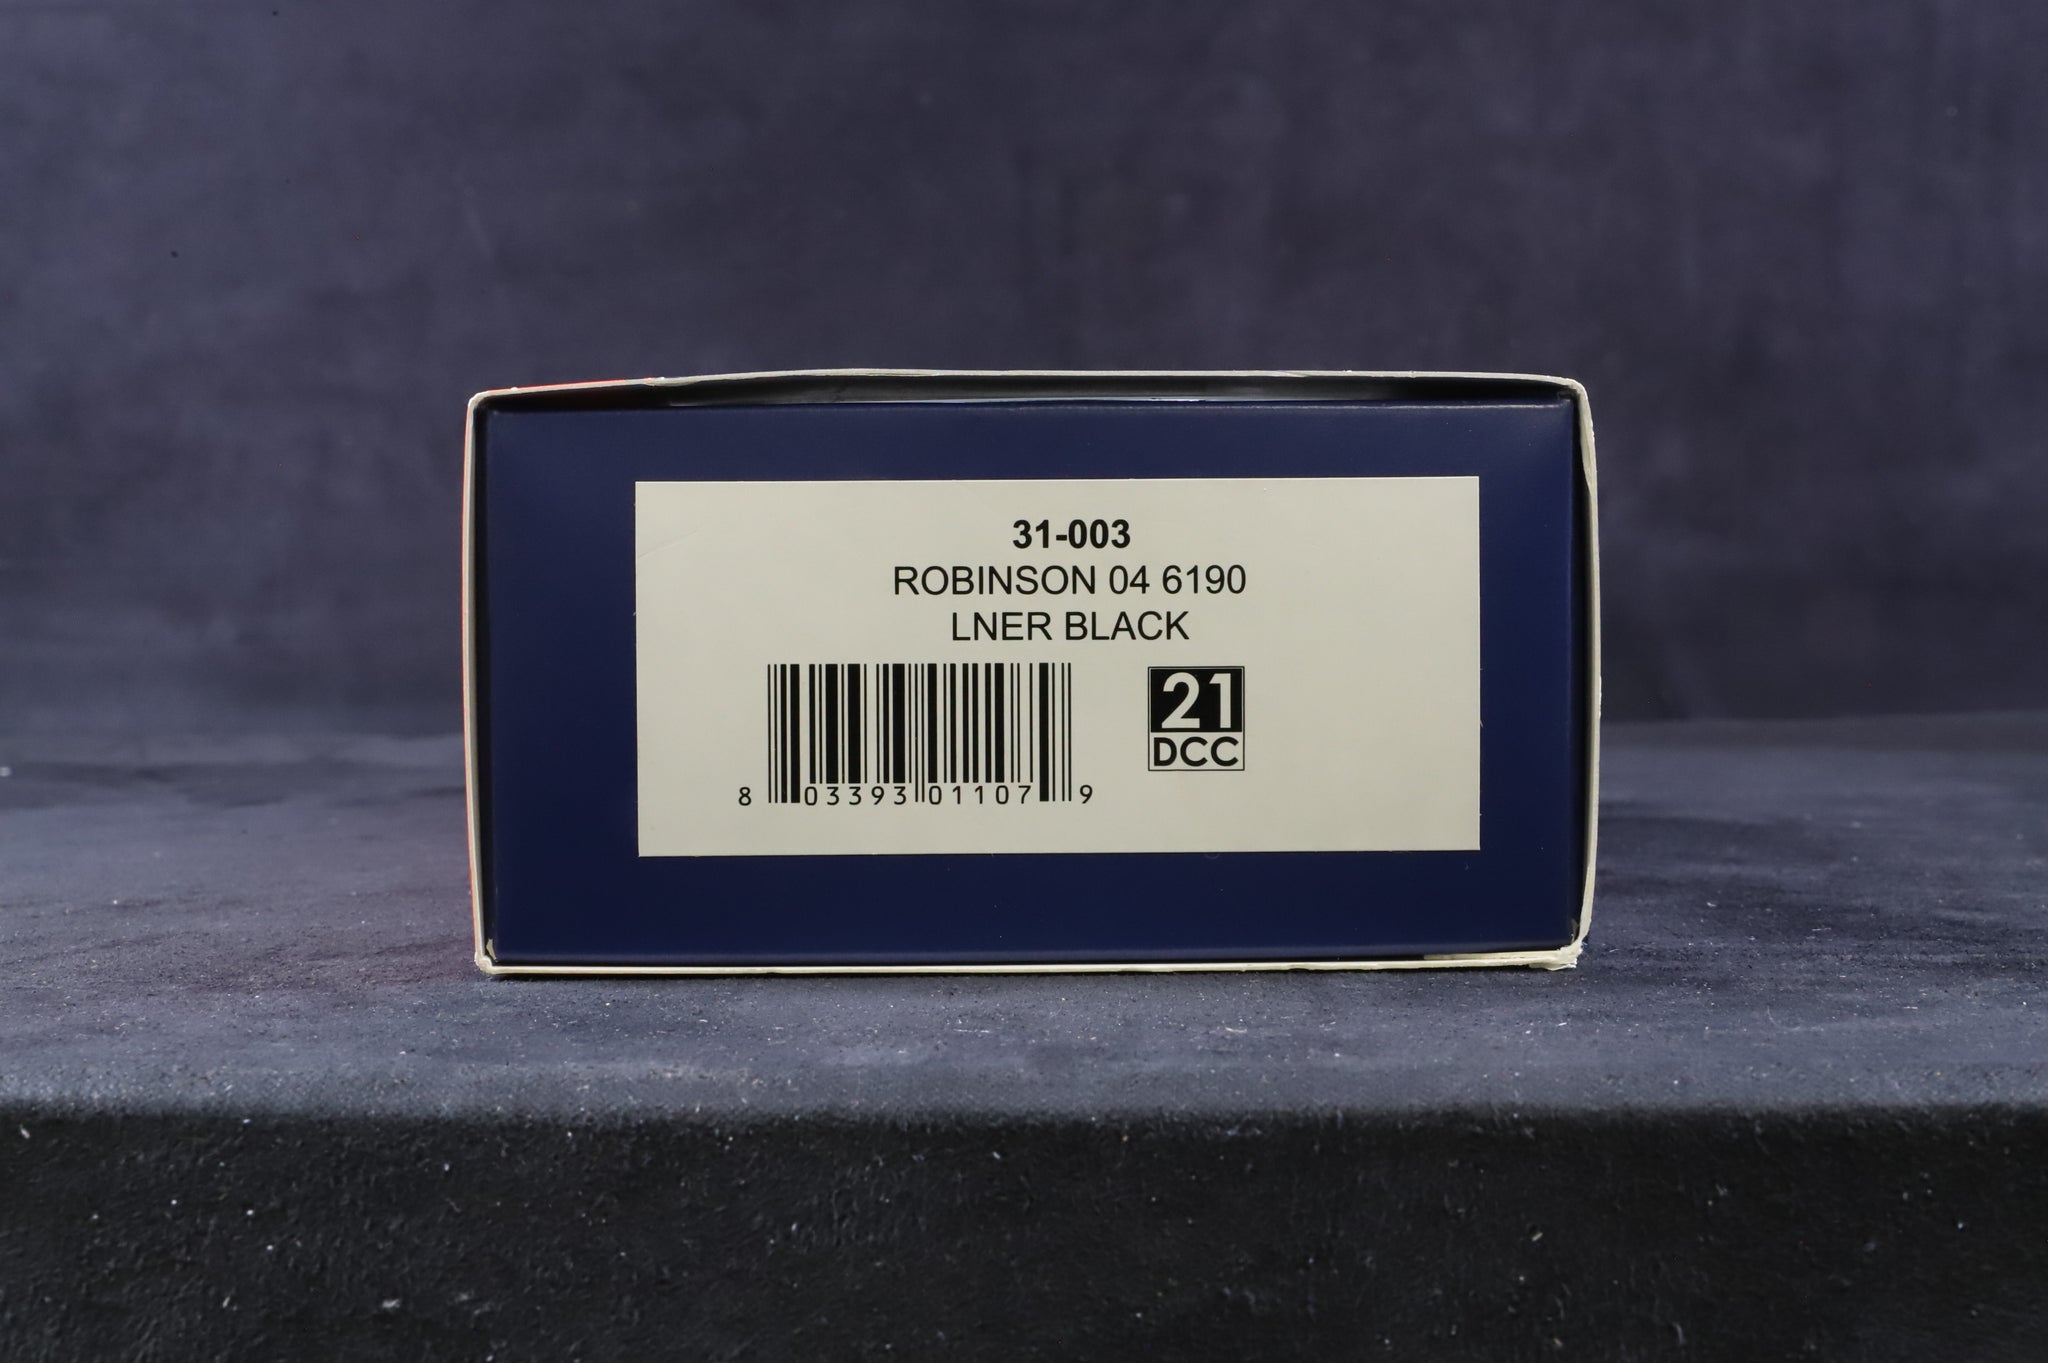 31-003
ROBINSON 04 6190
LNER BLACK
21
DCC
8 033930 11079